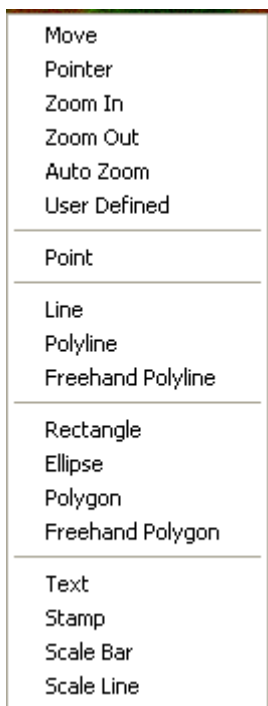 Move
Pointer
Zoom In
Zoom Out
Auto Zoom
User Defined
Point
Line
Polyline
Freehand Polyline
Rectangle
Ellipse
Polygon
Freehand Polygon
Text
Stamp
Scale Bar
Scale Line